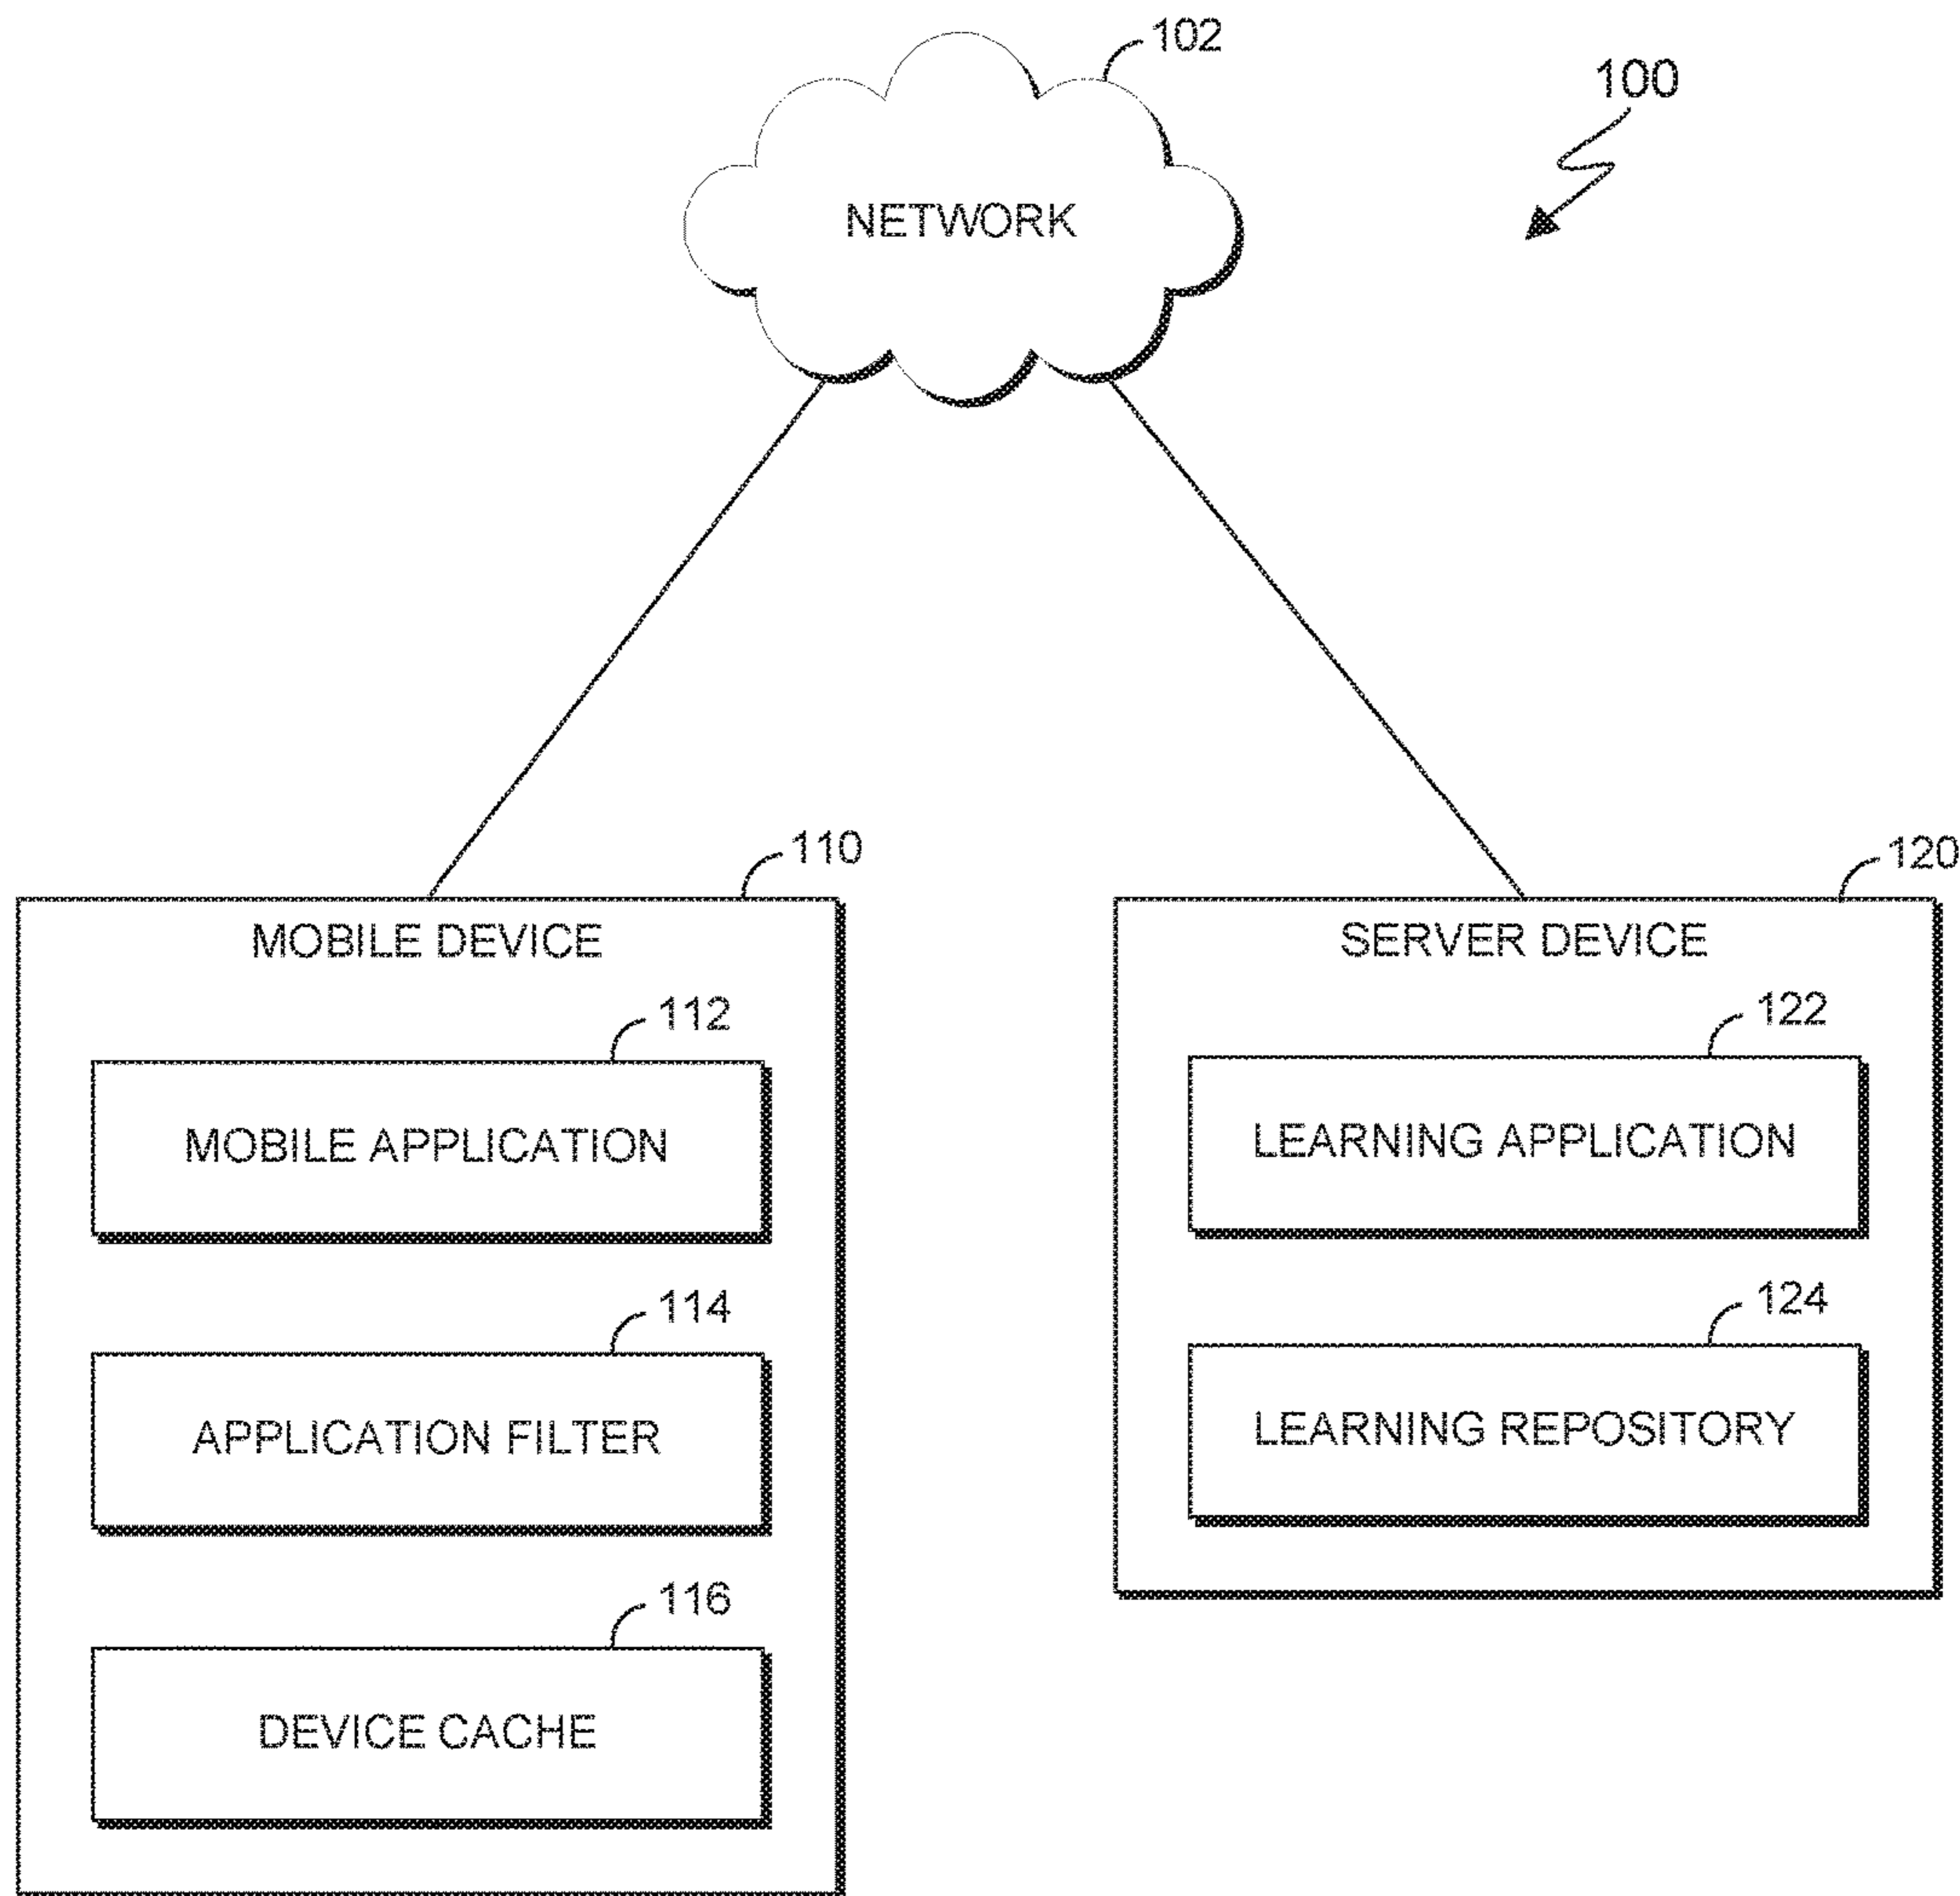 102
100
NETWORK
110
120
MOBILE DEVICE
SERVER DEVICE
112
122
MOBILE APPLICATION
LEARNING APPLICATION
114
124
APPLICATION FILTER
LEARNING REPOSITORY
116
DEVICE CACHE